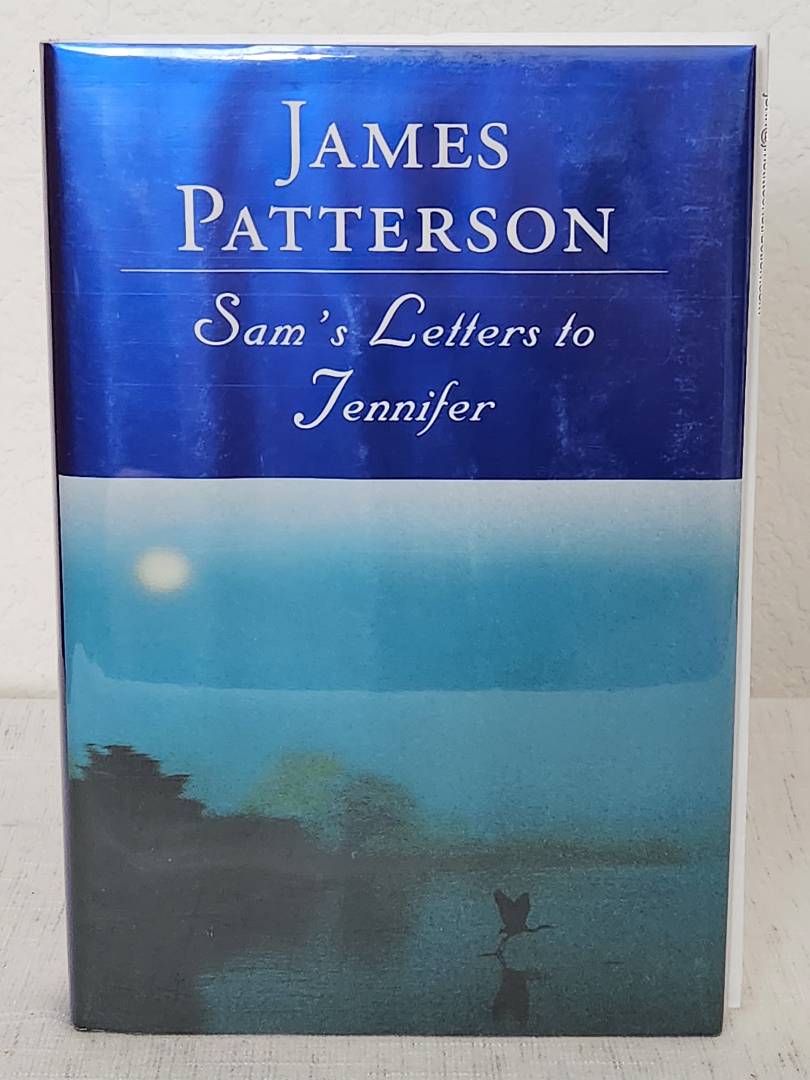 JAMES
PATTERSON
Sam's Letters to
Jennifer